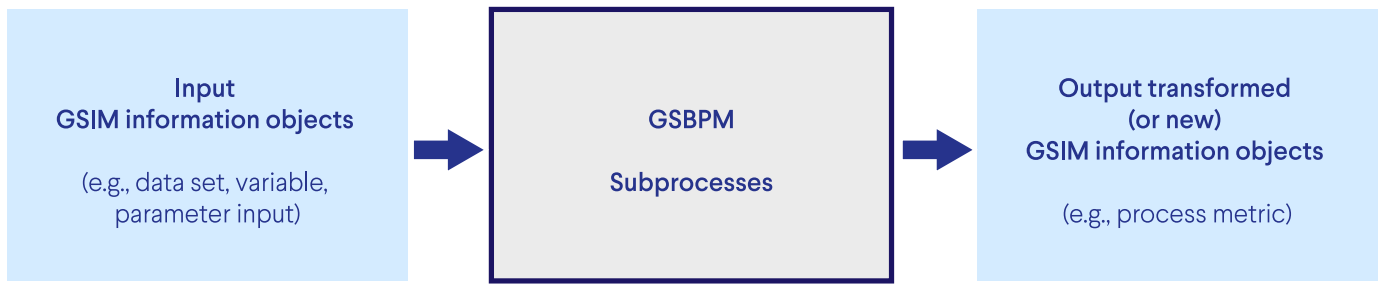 Input
GSIM information objects
(e.g., data set, variable,
parameter input)
GSBPM
Subprocesses
Output transformed
(or new)
GSIM information objects
(e.g., process metric)